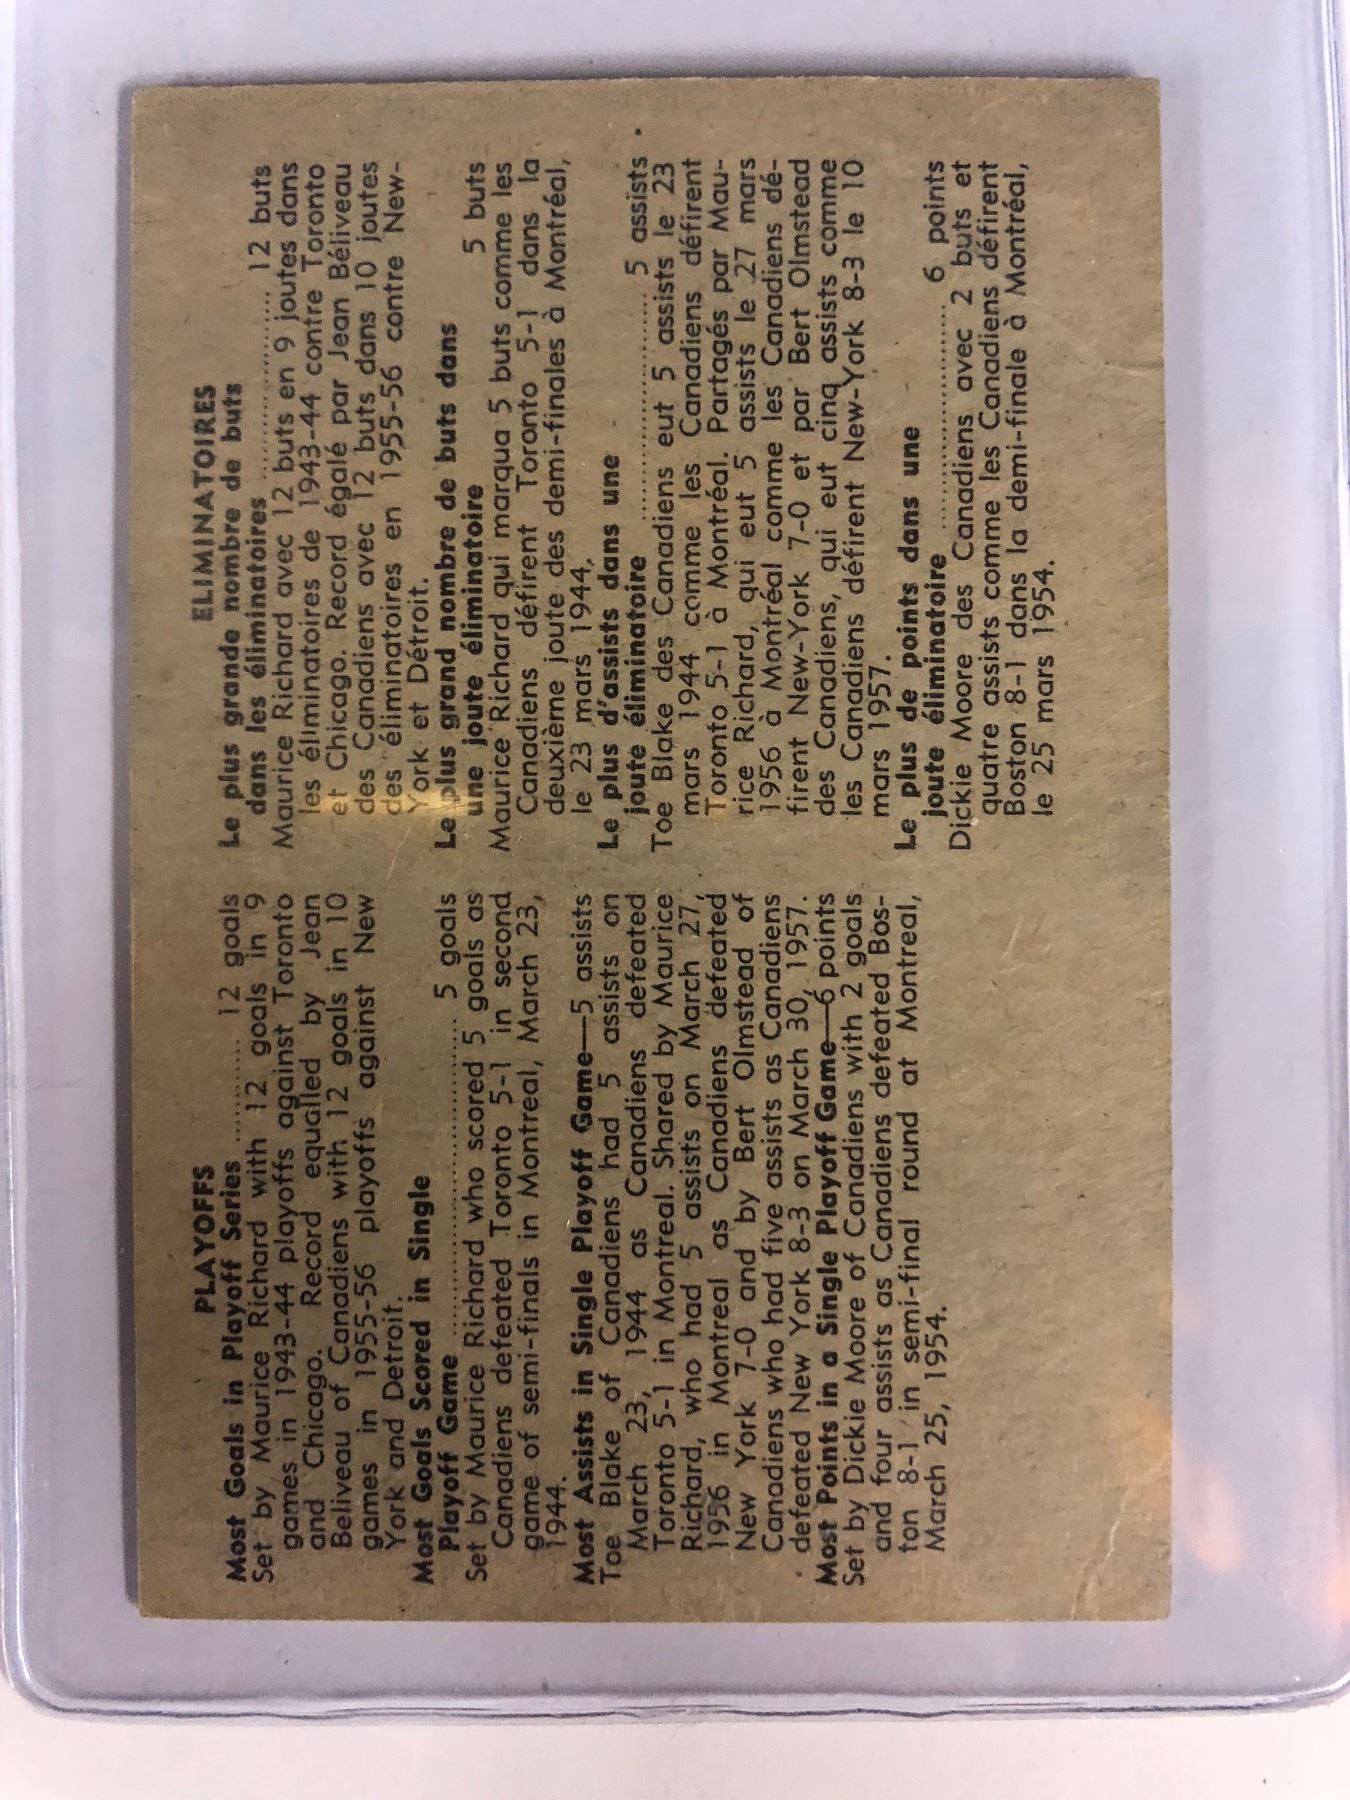 PLAYOFFS
Most Goals in Playoff Series .......... 12 goals
Set by Maurice Richard with 12 goals in 9
games in 1943-44 playoffs against Toronto
and Chicago. Record equalled by Jean
Beliveau of Canadiens with 12 goals in 10
games in 1955-56 playoffs against New
York and Detroit.
Most Goals Scored in Single
Playoff Game .............................. 5 goals
Set by Maurice Richard who scored 5 goals as
Canadiens defeated Toronto 5-1 in second
game of semi-finals in Montreal, March 23,
1944.
Most Assists in Single Playoff Game—5 assists
Toe Blake of Canadiens had 5 assists on
March 23, 1944 as Canadiens defeated
Toronto 5-1 in Montreal. Shared by Maurice
Richard, who had 5 assists on March 27,
1956 in Montreal as Canadiens defeated
New York 7-0 and by Bert Olmstead of
Canadiens who had five assists as Canadiens
defeated New York 8-3 on March 30, 1957.
Most Points in a Single Playoff Game—6 points
Set by Dickie Moore of Canadiens with 2 goals
and four assists as Canadiens defeated Bos-
ton 8-1 in semi-final round at Montreal,
March 25, 1954.
ELIMINATOIRES
Le plus grande nombre de buts
dans les éliminatoires .................... 12 buts
Maurice Richard avec 12 buts en 9 joutes dans
les éliminatoires de 1943-44 contre Toronto
et Chicago. Record égalé par Jean Béliveau
des Canadiens avec 12 buts dans 10 joutes
des éliminatoires en 1955-56 contre New-
York et Détroit.
Le plus grand nombre de buts dans
une joute éliminatoire 5 buts
Maurice Richard qui marqua 5 buts comme les
Canadiens défirent Toronto 5-1 dans la
deuxième joute des demi-finales à Montréal,
le 23 mars 1944.
Le plus d'assists dans une
joute éliminatoire ........................ 5 assists
Toe Blake des Canadiens eut 5 assists le 23
mars 1944 comme les Canadiens défirent
Toronto 5-1 à Montréal. Partagés par Mau-
rice Richard, qui eut 5 assists le 27 mars
1956 à Montréal comme les Canadiens dé-
firent New-York 7-0 et par Bert Olmstead
des Canadiens, qui eut cinq assists comme
les Canadiens défirent New-York 8-3 le 10
mars 1957.
Le plus de points dans une
joute éliminatoire ........................ 6 points
Dickie Moore des Canadiens avec 2 buts et
quatre assists comme les Canadiens défirent
Boston 8-1 dans la demi-finale à Montréal,
le 25 mars 1954.